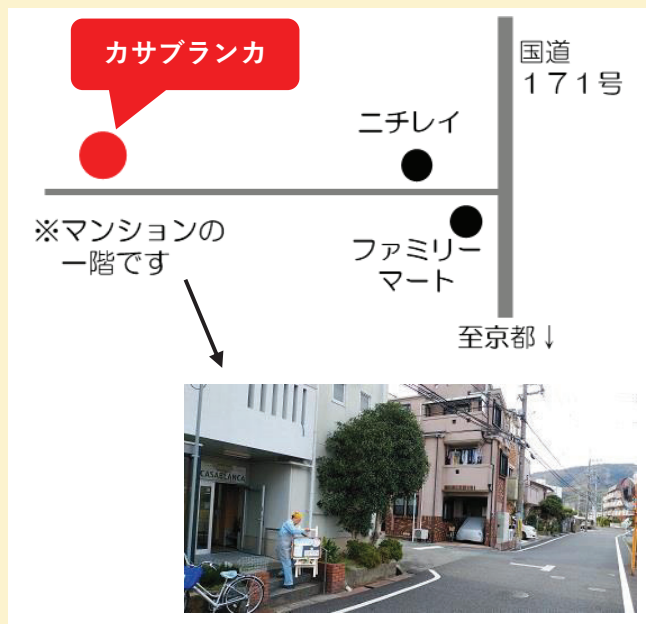 カサブランカ
国道
１７１号
ニチレイ
※マンションの
一階です
ファミリー
マート
至京都↓
CASABLANCA